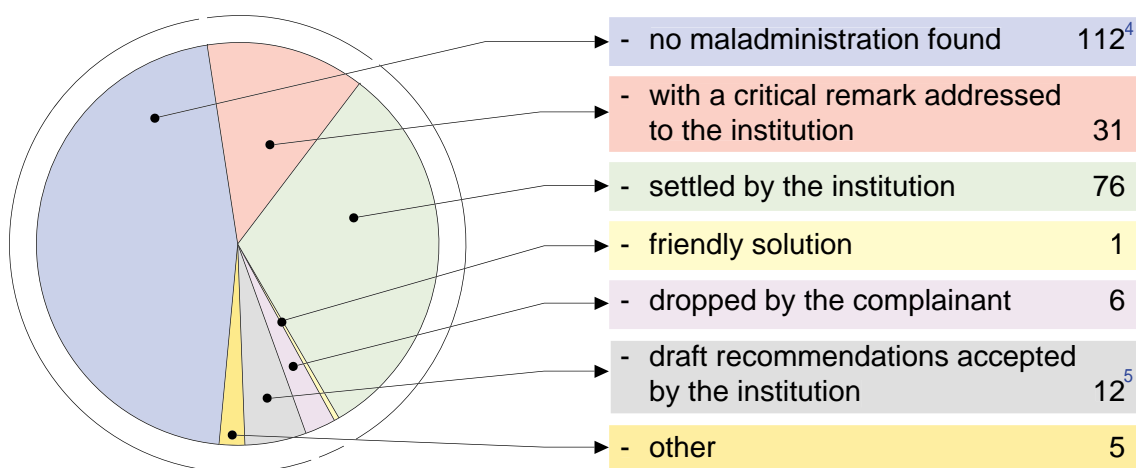 - no maladministration found 112⁴
- with a critical remark addressed
to the institution 31
- settled by the institution 76
- friendly solution 1
- dropped by the complainant 6
- draft recommendations accepted
by the institution 12⁵
- other 5